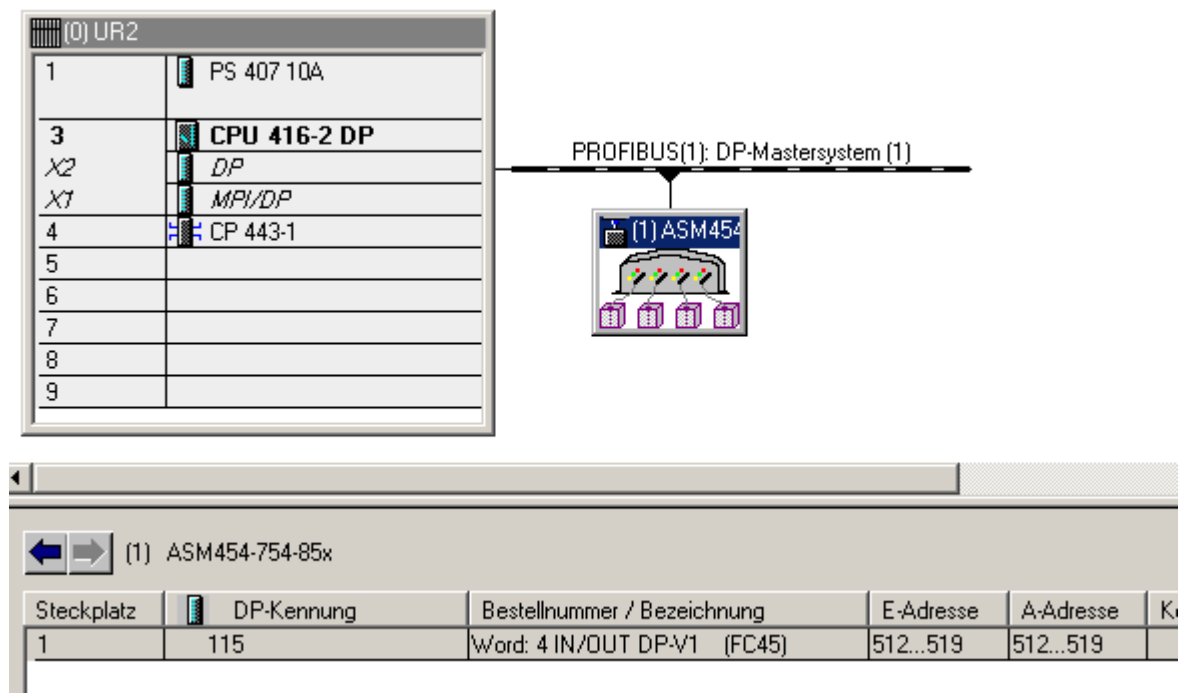 (0) UR2
1 PS 407 10A
3 CPU 416-2 DP
X2 DP
X1 MPI/DP
4 CP 443-1
5
6
7
8
9
PROFIBUS(1): DP-Mastersystem (1)
(1) ASM454
(1) ASM454-754-85x
Steckplatz DP-Kennung Bestellnummer / Bezeichnung E-Adresse A-Adresse
1 115 Word: 4 IN/OUT DP-V1 (FC45) 512...519 512...519